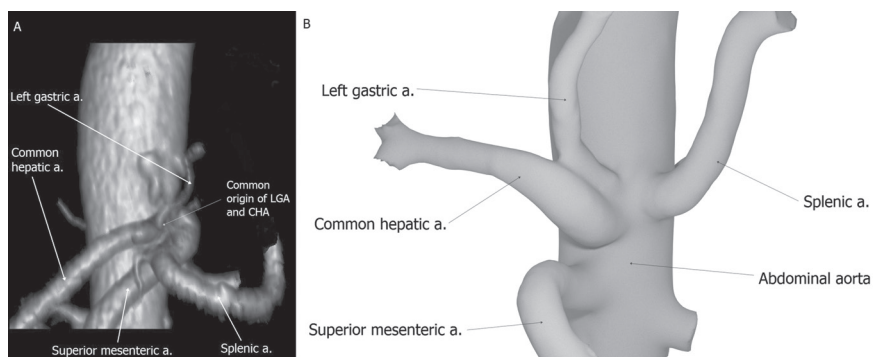 A
Left gastric a.
Common
hepatic a.
Common
origin of LGA
and CHA
Superior mesenteric a.
Splenic a.
B
Left gastric a.
Common hepatic a.
Splenic a.
Abdominal aorta
Superior mesenteric a.